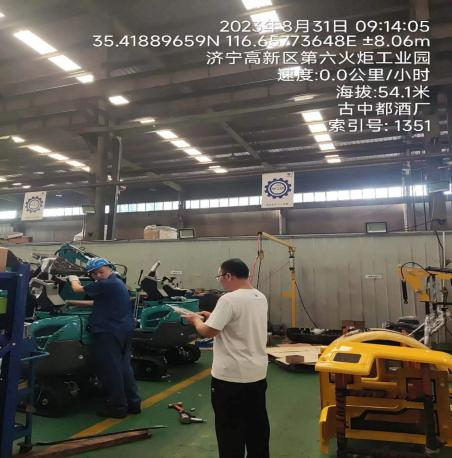 2023年8月31日 09:14:05
35.41889659N 116.65773648E ±8.06m
济宁高新区第六火炬工业园
速度:0.0公里/小时
海拔:54.1米
古中都酒厂
索引号: 1351